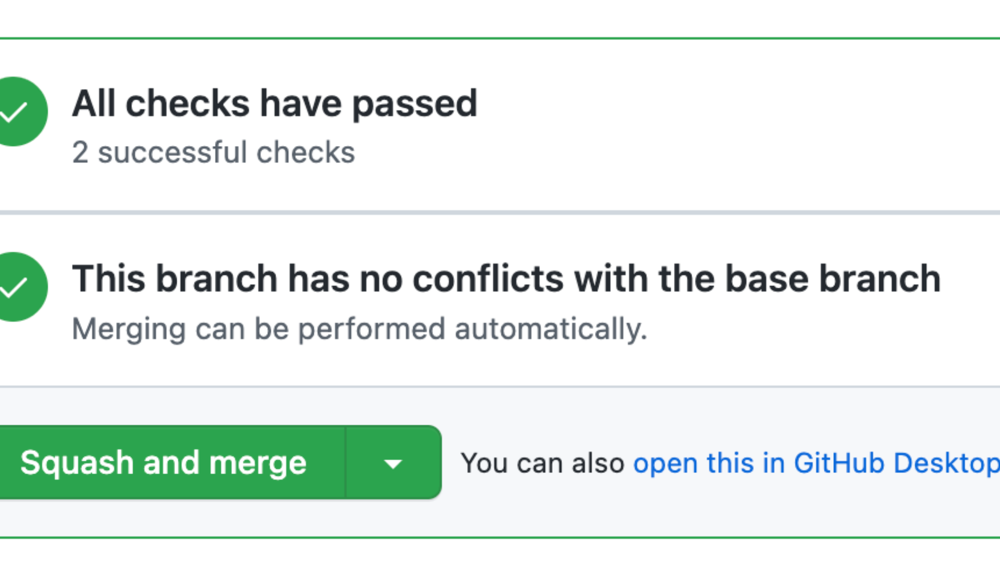 All checks have passed
2 successful checks
This branch has no conflicts with the base branch
Merging can be performed automatically.
Squash and merge
You can also open this in GitHub Desktop